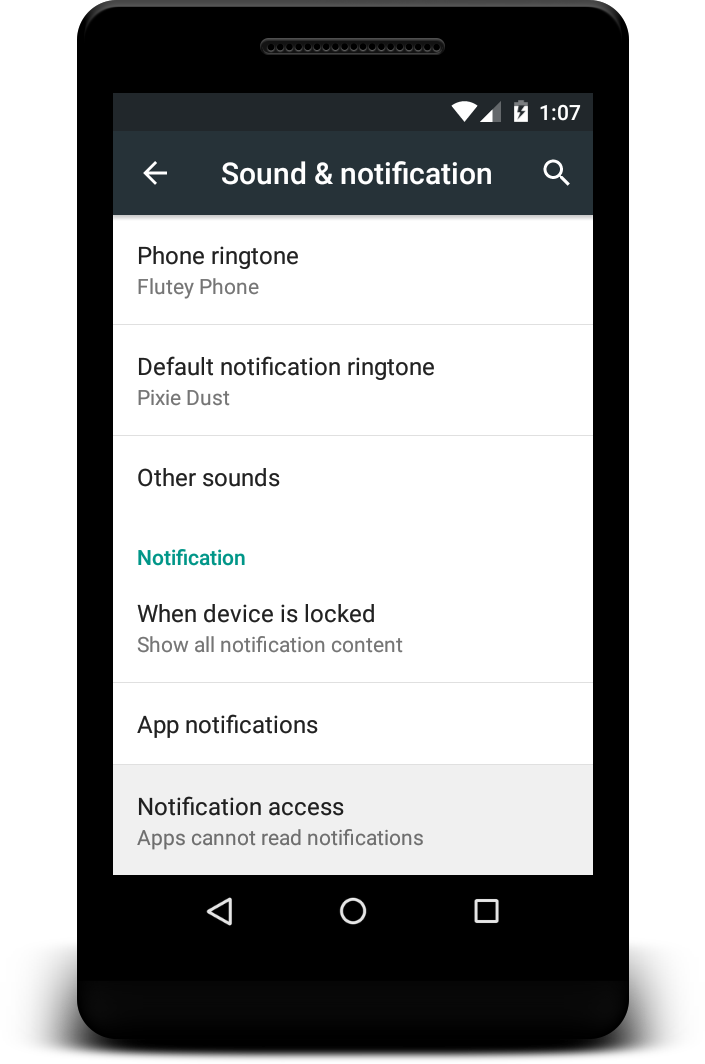 1:07
Sound & notification
Phone ringtone
Flutey Phone
Default notification ringtone
Pixie Dust
Other sounds
Notification
When device is locked
Show all notification content
App notifications
Notification access
Apps cannot read notifications